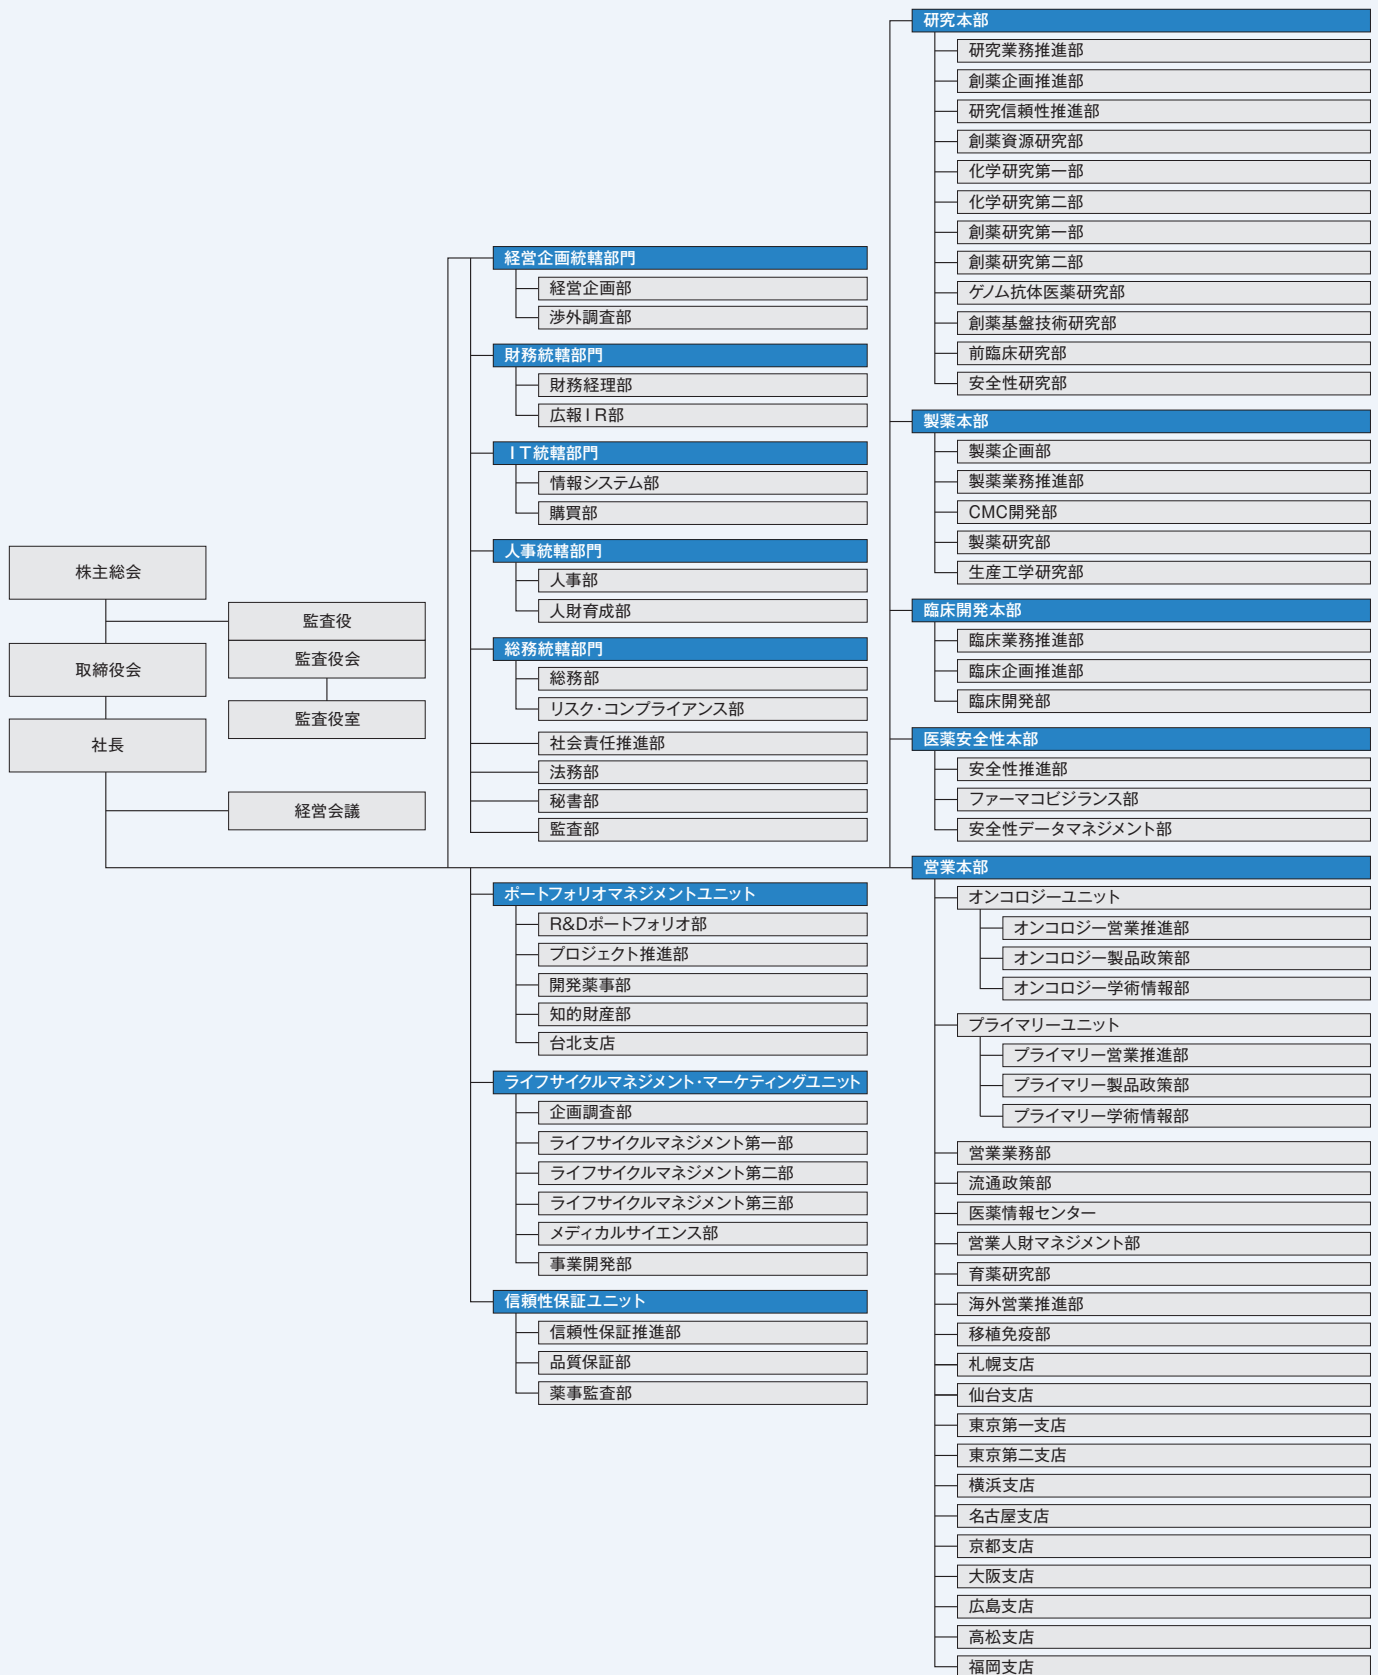 株主総会
監査役
監査役会
取締役会
監査役室
社長
経営会議
経営企画統轄部門
経営企画部
渉外調査部
財務統轄部門
財務経理部
広報IR部
IT統轄部門
情報システム部
購買部
人事統轄部門
人事部
人財育成部
総務統轄部門
総務部
リスク・コンプライアンス部
社会責任推進部
法務部
秘書部
監査部
ポートフォリオマネジメントユニット
R&Dポートフォリオ部
プロジェクト推進部
開発薬事部
知的財産部
台北支店
ライフサイクルマネジメント・マーケティングユニット
企画調査部
ライフサイクルマネジメント第一部
ライフサイクルマネジメント第二部
ライフサイクルマネジメント第三部
メディカルサイエンス部
事業開発部
信頼性保証ユニット
信頼性保証推進部
品質保証部
薬事監査部
研究本部
研究業務推進部
創薬企画推進部
研究信頼性推進部
創薬資源研究部
化学研究第一部
化学研究第二部
創薬研究第一部
創薬研究第二部
ゲノム抗体医薬研究部
創薬基盤技術研究部
前臨床研究部
安全性研究部
製薬本部
製薬企画部
製薬業務推進部
CMC開発部
製薬研究部
生産工学研究部
臨床開発本部
臨床業務推進部
臨床企画推進部
臨床開発部
医薬安全性本部
安全性推進部
ファーマコビジランス部
安全性データマネジメント部
営業本部
オンコロジーユニット
オンコロジー営業推進部
オンコロジー製品政策部
オンコロジー学術情報部
プライマリーユニット
プライマリー営業推進部
プライマリー製品政策部
プライマリー学術情報部
営業業務部
流通政策部
医薬情報センター
営業人財マネジメント部
育薬研究部
海外営業推進部
移植免疫部
札幌支店
仙台支店
東京第一支店
東京第二支店
横浜支店
名古屋支店
京都支店
大阪支店
広島支店
高松支店
福岡支店